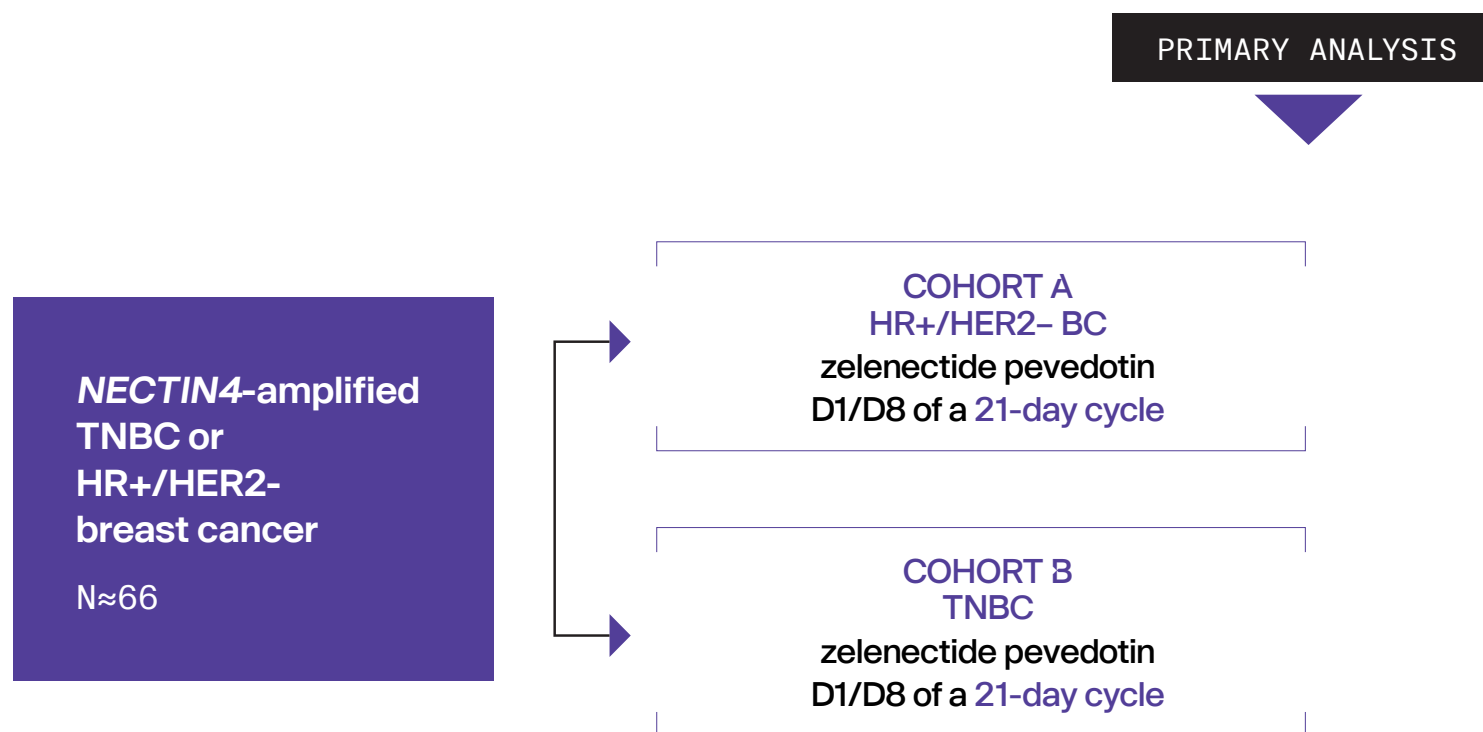 PRIMARY ANALYSIS
NECTIN4-amplified
TNBC or
HR+/HER2-
breast cancer
N≈66
COHORT A
HR+/HER2– BC
zelenectide pevedotin
D1/D8 of a 21-day cycle
COHORT B
TNBC
zelenectide pevedotin
D1/D8 of a 21-day cycle